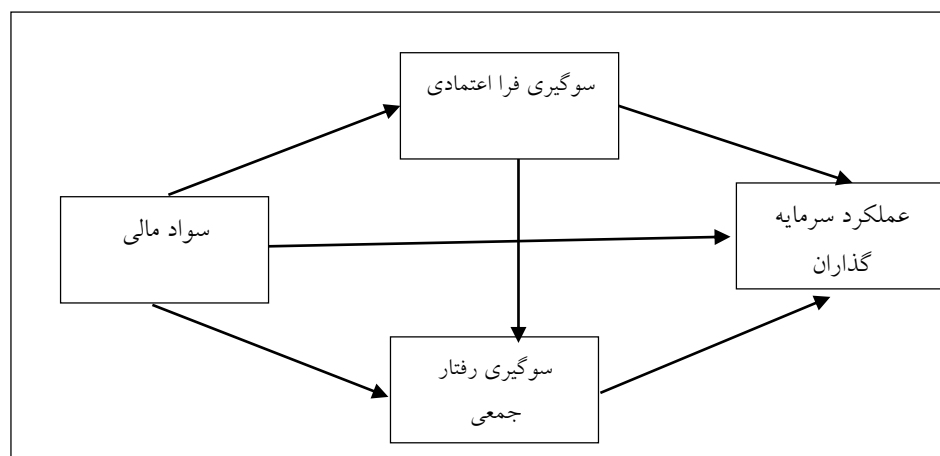 سوگیری فرا اعتمادی
سواد مالی
عملکرد سرمایه
گذاران
سوگیری رفتار
جمعی